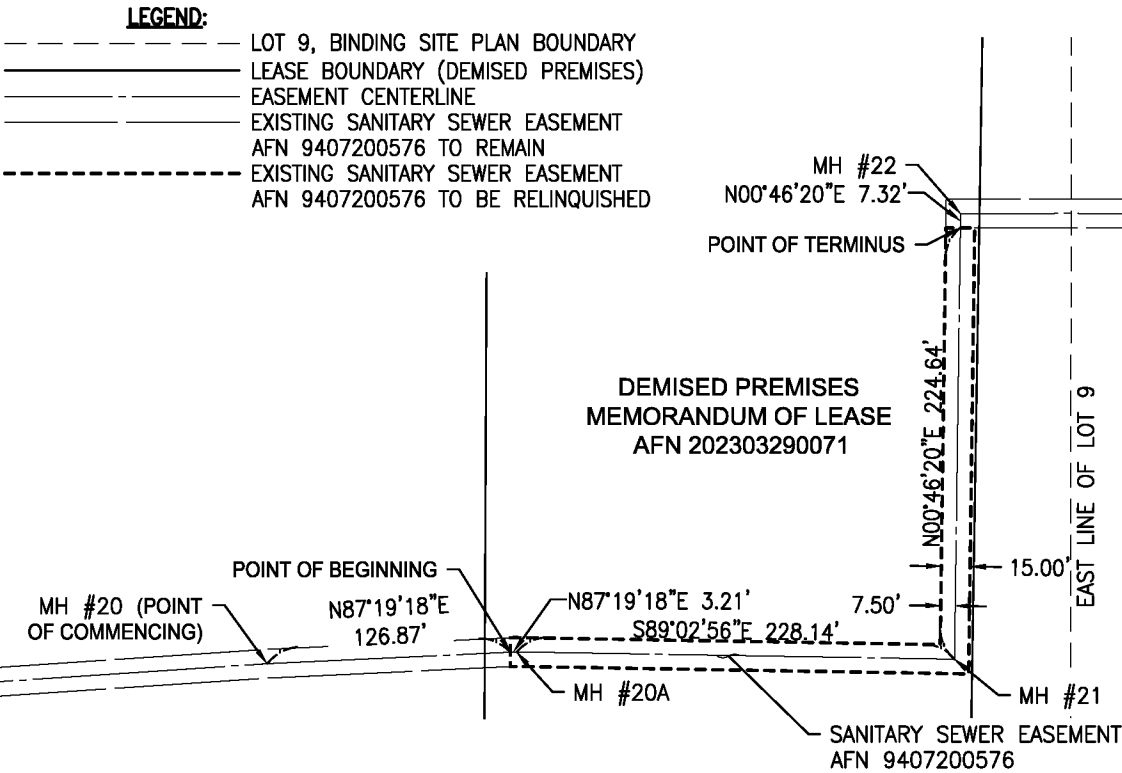 LEGEND:
LOT 9, BINDING SITE PLAN BOUNDARY
LEASE BOUNDARY (DEMISED PREMISES)
EASEMENT CENTERLINE
EXISTING SANITARY SEWER EASEMENT
AFN 9407200576 TO REMAIN
EXISTING SANITARY SEWER EASEMENT
AFN 9407200576 TO BE RELINQUISHED
MH #22
N00°46'20"E 7.32'
POINT OF TERMINUS
DEMISED PREMISES
MEMORANDUM OF LEASE
AFN 202303290071
N00°46'20"E 224.64'
EAST LINE OF LOT 9
15.00'
7.50'
POINT OF BEGINNING
MH #20 (POINT
OF COMMENCING)
N87°19'18"E
126.87'
N87°19'18"E 3.21'
S89°02'56"E 228.14'
MH #20A
MH #21
SANITARY SEWER EASEMENT
AFN 9407200576